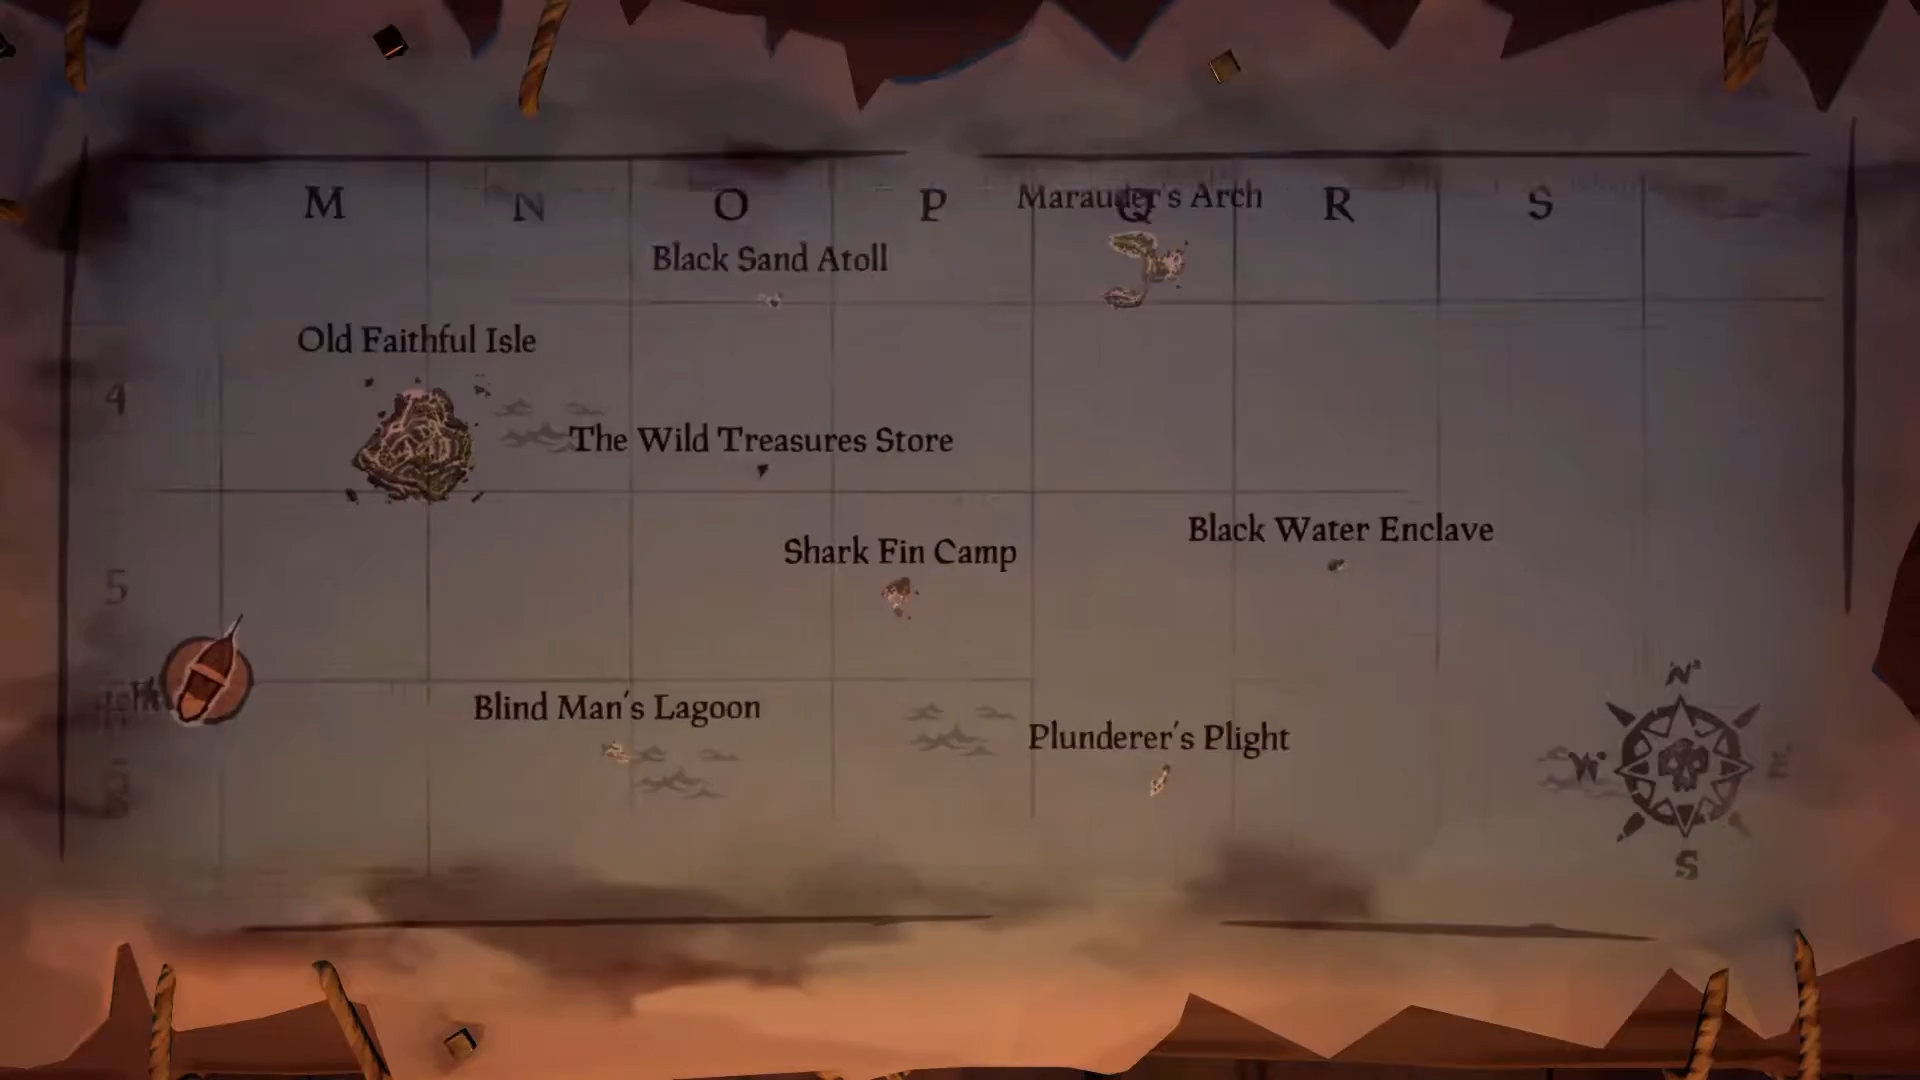 M N O P Q R S
Marauder's Arch
Black Sand Atoll
Old Faithful Isle
4
The Wild Treasures Store
Black Water Enclave
Shark Fin Camp
5
N
Blind Man's Lagoon
Plunderer's Plight
W
S